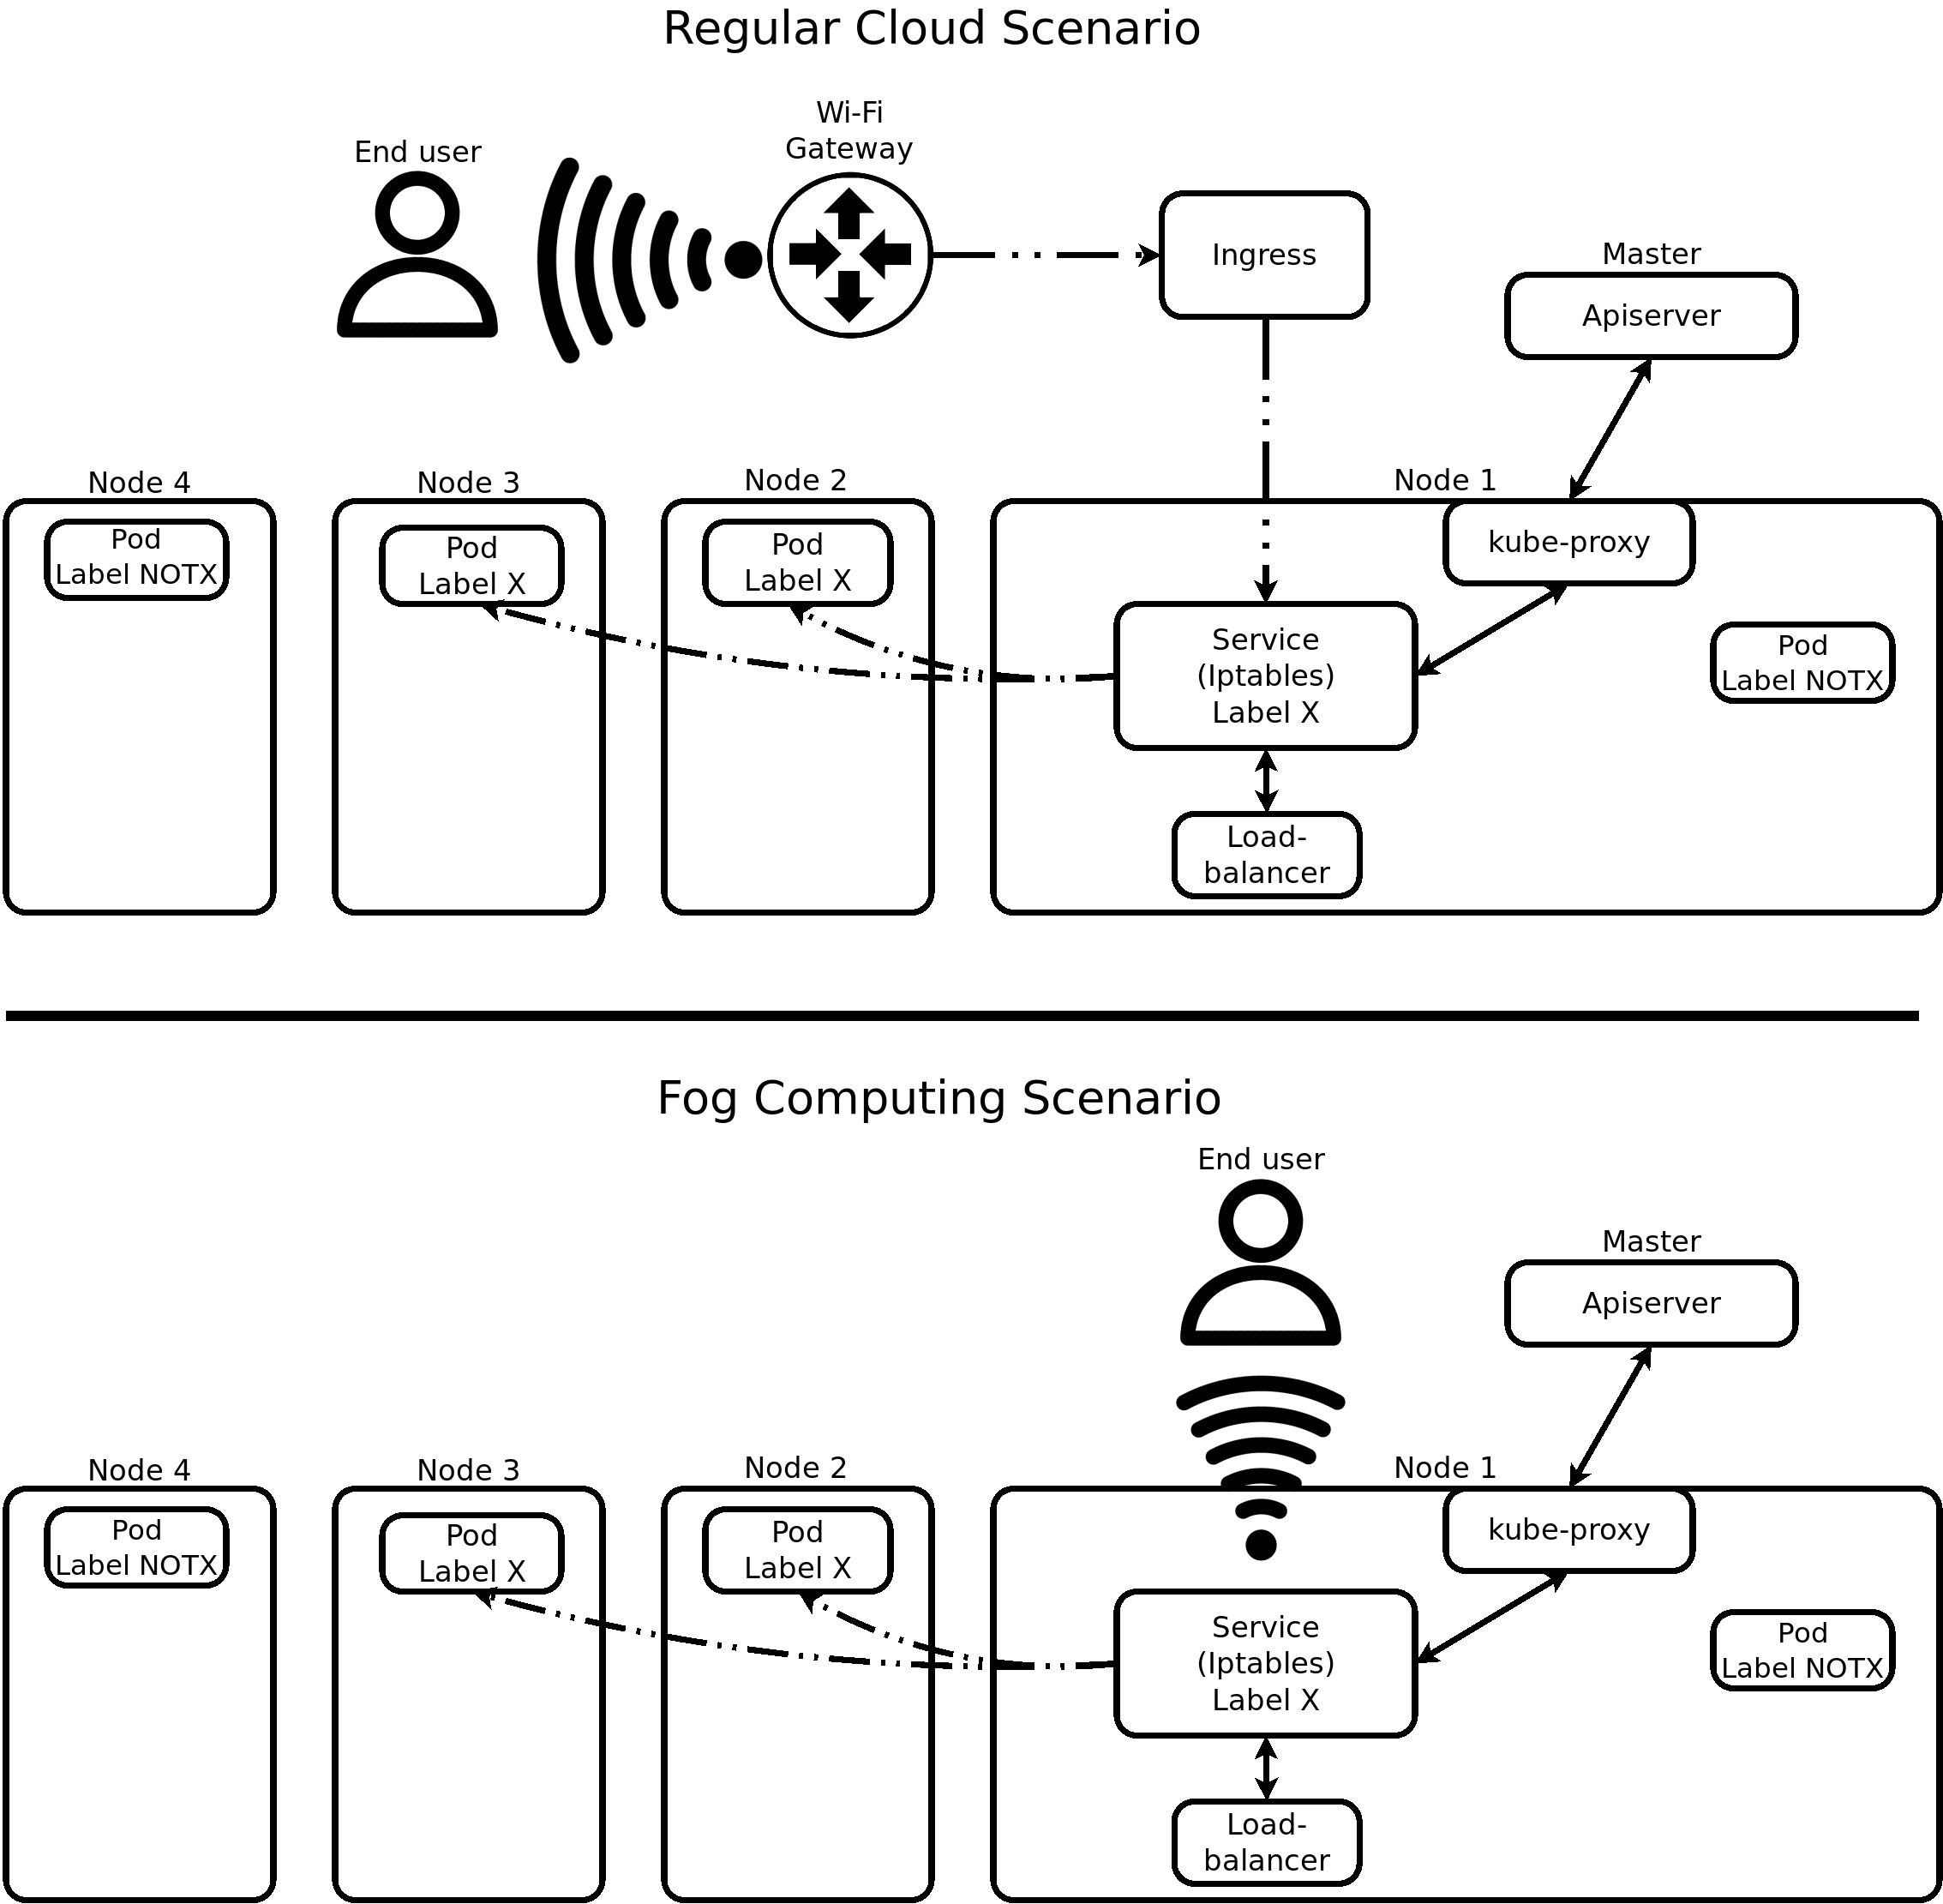 Regular Cloud Scenario
Wi-Fi
Gateway
End user
Ingress
Master
Apiserver
Node 4
Node 3
Node 2
Node 1
Pod
Label NOTX
Pod
Label X
Pod
Label X
kube-proxy
Service
(Iptables)
Label X
Pod
Label NOTX
Load-
balancer
Fog Computing Scenario
End user
Master
Apiserver
Node 4
Node 3
Node 2
Node 1
Pod
Label NOTX
Pod
Label X
Pod
Label X
kube-proxy
Service
(Iptables)
Label X
Pod
Label NOTX
Load-
balancer